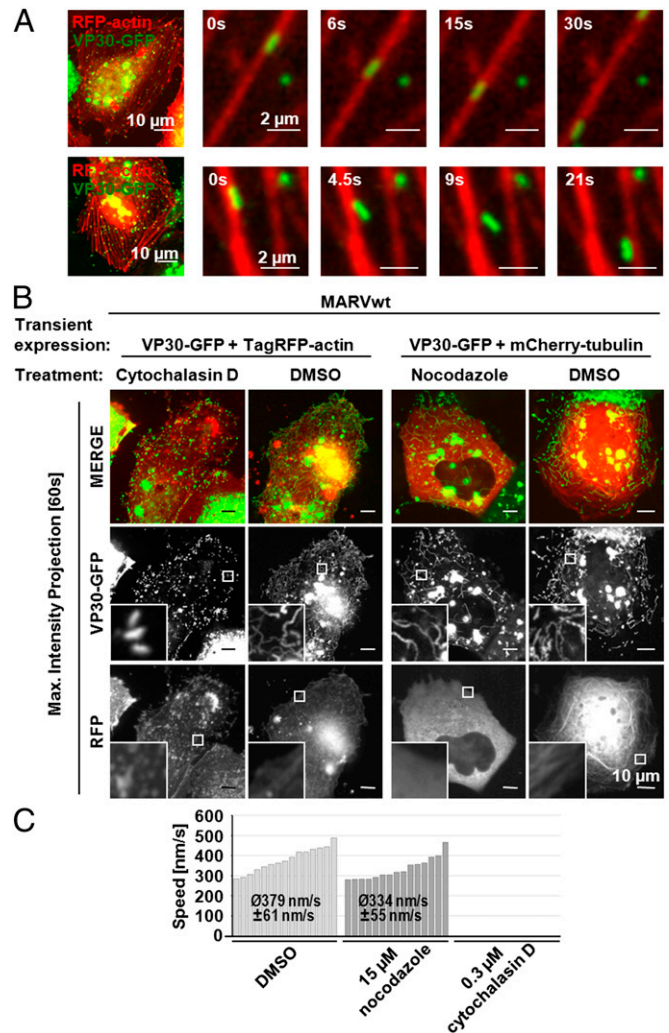 A
RFP-actin
VP30-GFP
10 µm
0s
6s
15s
30s
2 µm
RFP-actin
VP30-GFP
10 µm
0s
4.5s
9s
21s
2 µm
B
MARVwt
Transient
expression:
VP30-GFP + TagRFP-actin
VP30-GFP + mCherry-tubulin
Treatment:
Cytochalasin D
DMSO
Nocodazole
DMSO
Max. Intensity Projection [60s]
MERGE
VP30-GFP
RFP
10 µm
C
Speed [nm/s]
600
500
400
300
200
100
0
Ø379 nm/s
±61 nm/s
Ø334 nm/s
±55 nm/s
DMSO
15 µM
nocodazole
0.3 µM
cytochalasin D